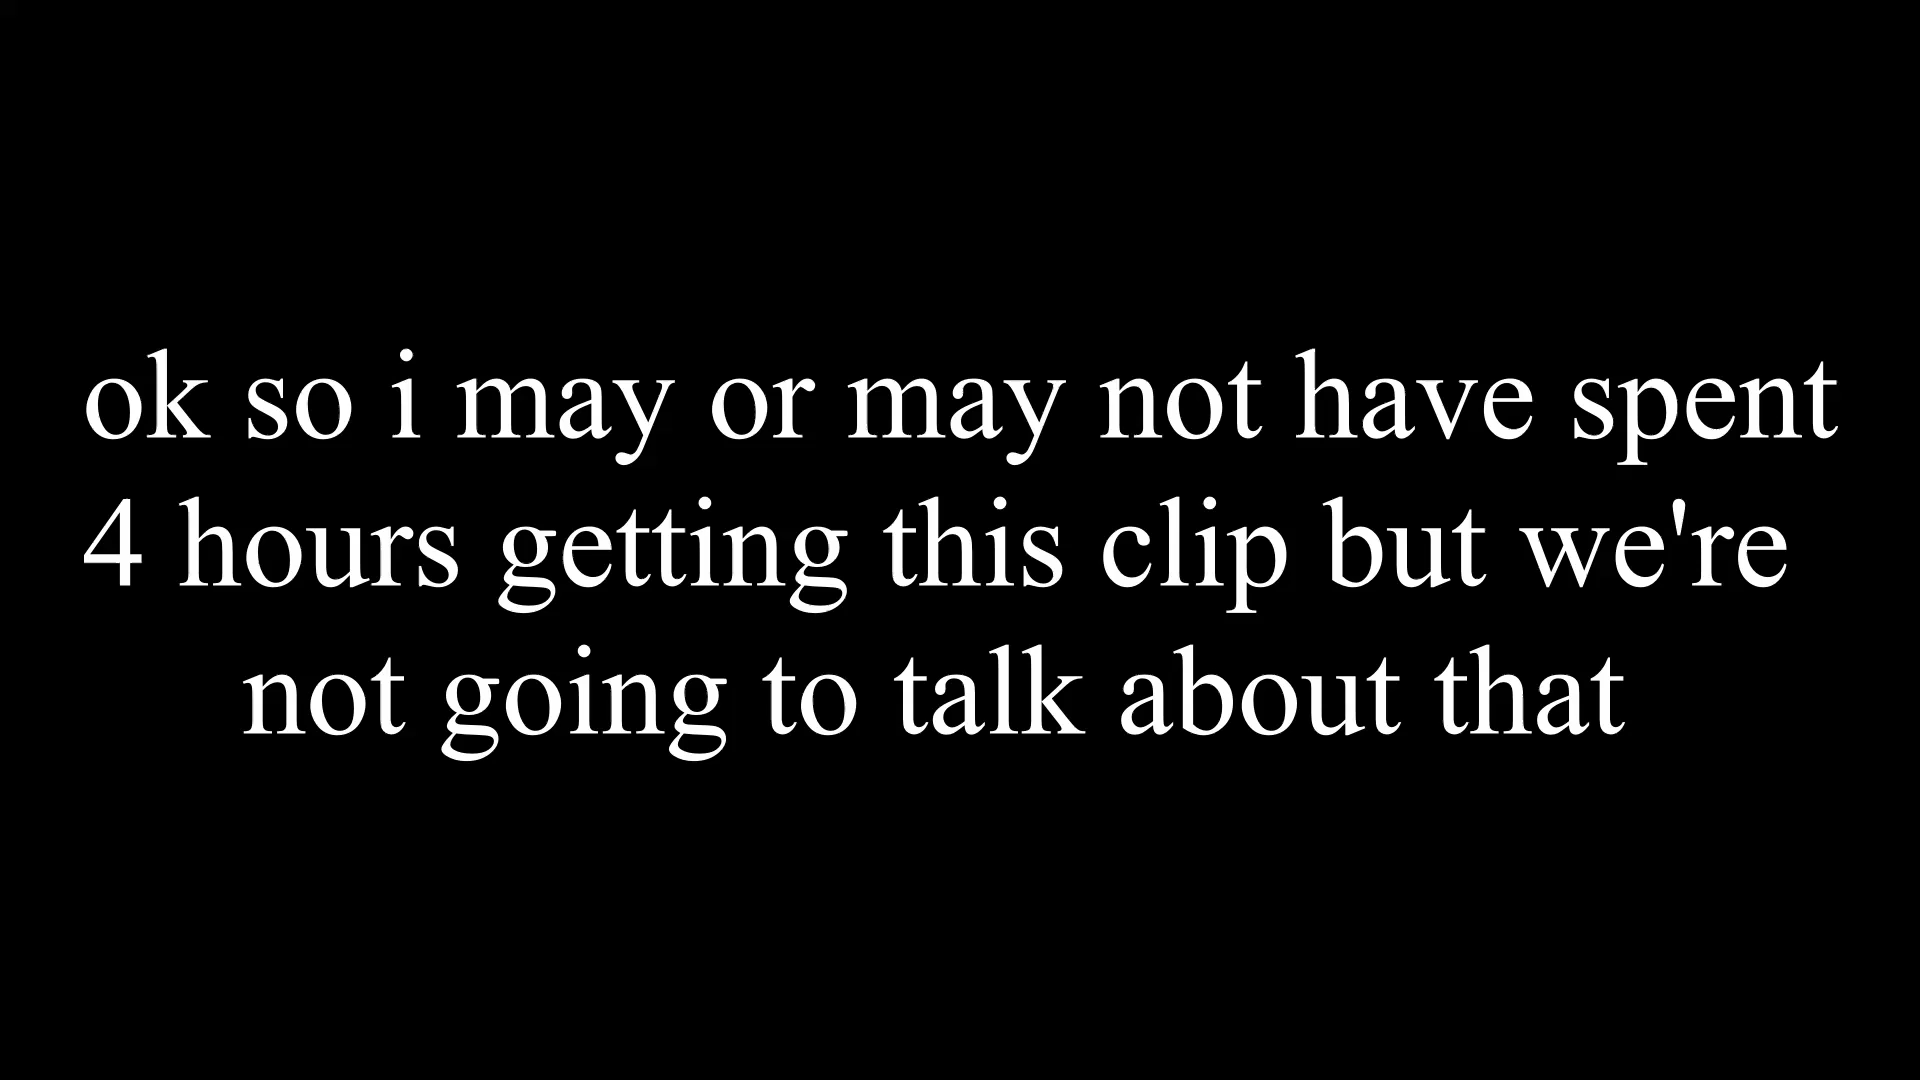 ok so i may or may not have spent
4 hours getting this clip but we're
not going to talk about that